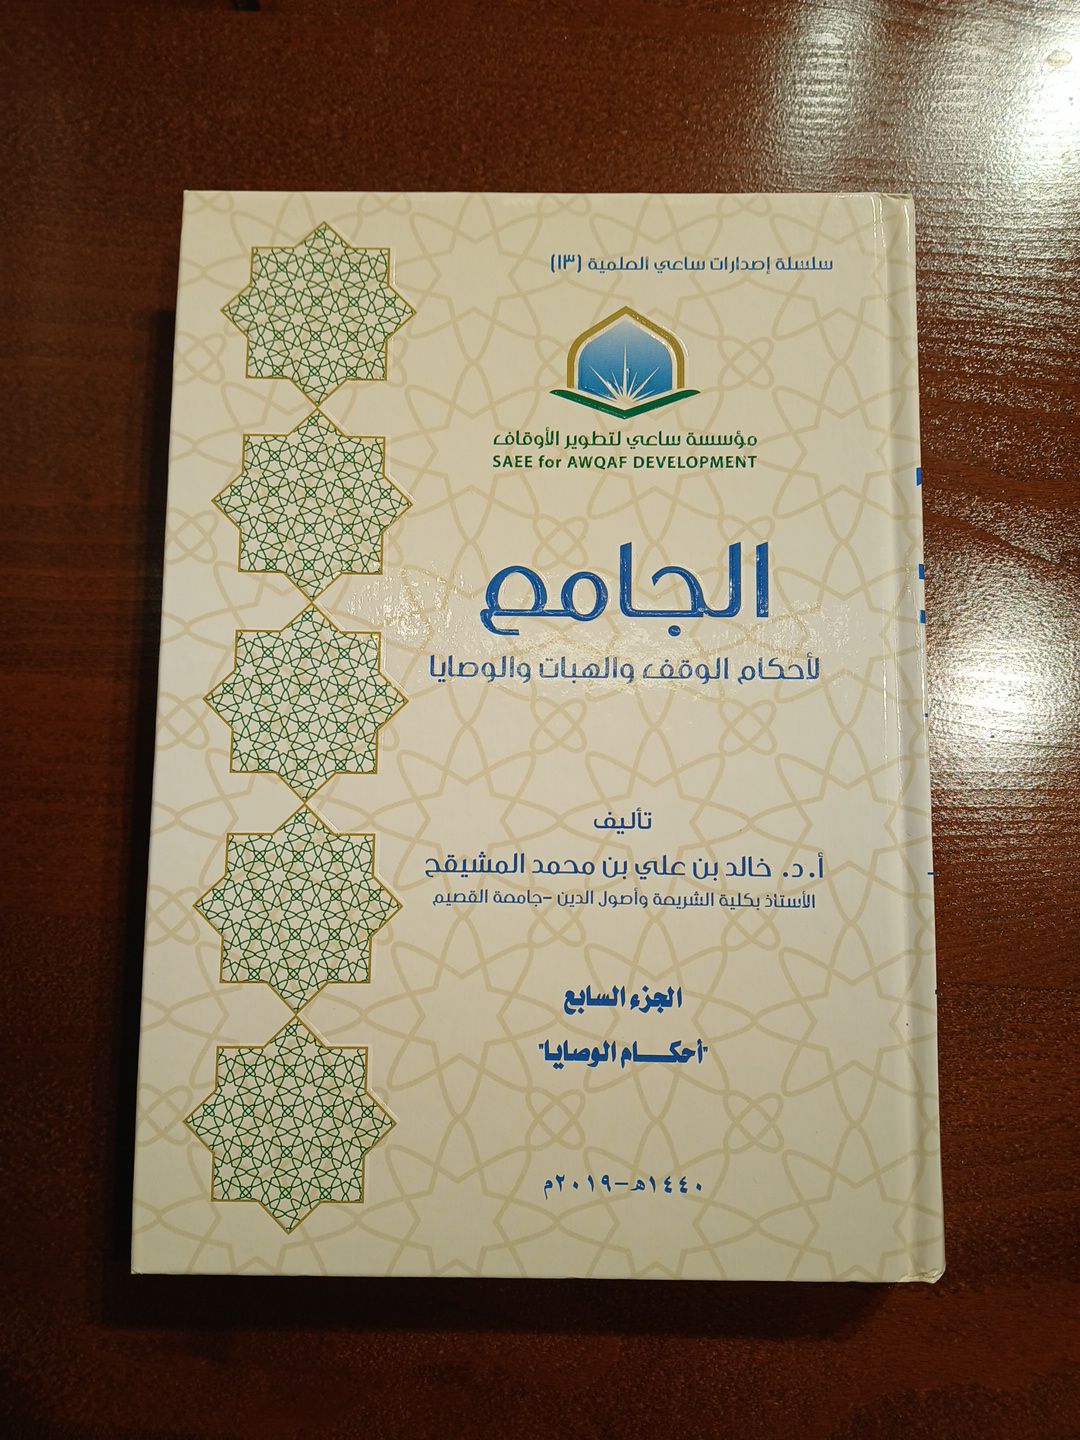 سلسلة إصدارات ساعي العلمية (١٣)
مؤسسة ساعي لتطوير الأوقاف
SAEE for AWQAF DEVELOPMENT
الجامع
لأحكام الوقف والهبات والوصايا
تأليف
أ. د. خالد بن علي بن محمد المشيقح
الأستاذ بكلية الشريعة وأصول الدين - جامعة القصيم
الجزء السابع
"أحكـــام الوصايا"
١٤٤٠هـ - ٢٠١٩م